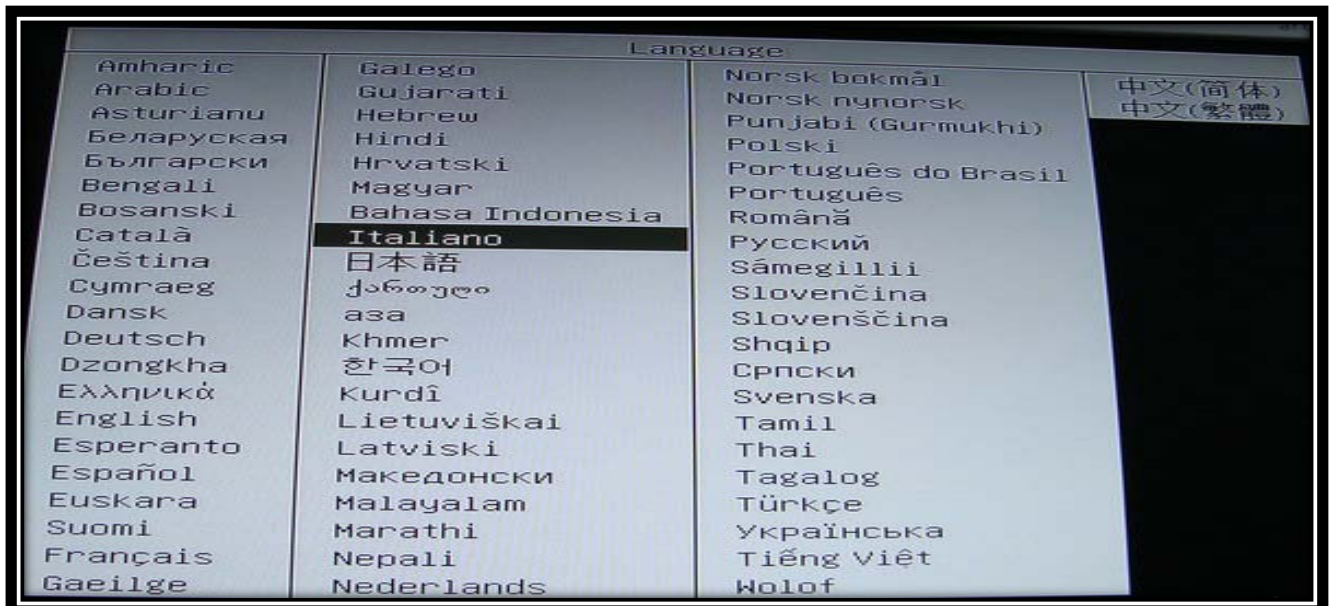 Language
Amharic
Arabic
Asturianu
Беларуская
Български
Bengali
Bosanski
Català
Čeština
Cymraeg
Dansk
Deutsch
Dzongkha
Ελληνικά
English
Esperanto
Español
Euskara
Suomi
Français
Gaeilge
Galego
Gujarati
Hebrew
Hindi
Hrvatski
Magyar
Bahasa Indonesia
Italiano
日本語
ქართული
аза
Khmer
한국어
Kurdî
Lietuviškai
Latviski
Македонски
Malayalam
Marathi
Nepali
Nederlands
Norsk bokmål
Norsk nynorsk
Punjabi (Gurmukhi)
Polski
Português do Brasil
Português
Română
Русский
Sámegillii
Slovenčina
Slovenščina
Shqip
Српски
Svenska
Tamil
Thai
Tagalog
Türkçe
Українська
Tiếng Việt
Wolof
中文(简体)
中文(繁體)